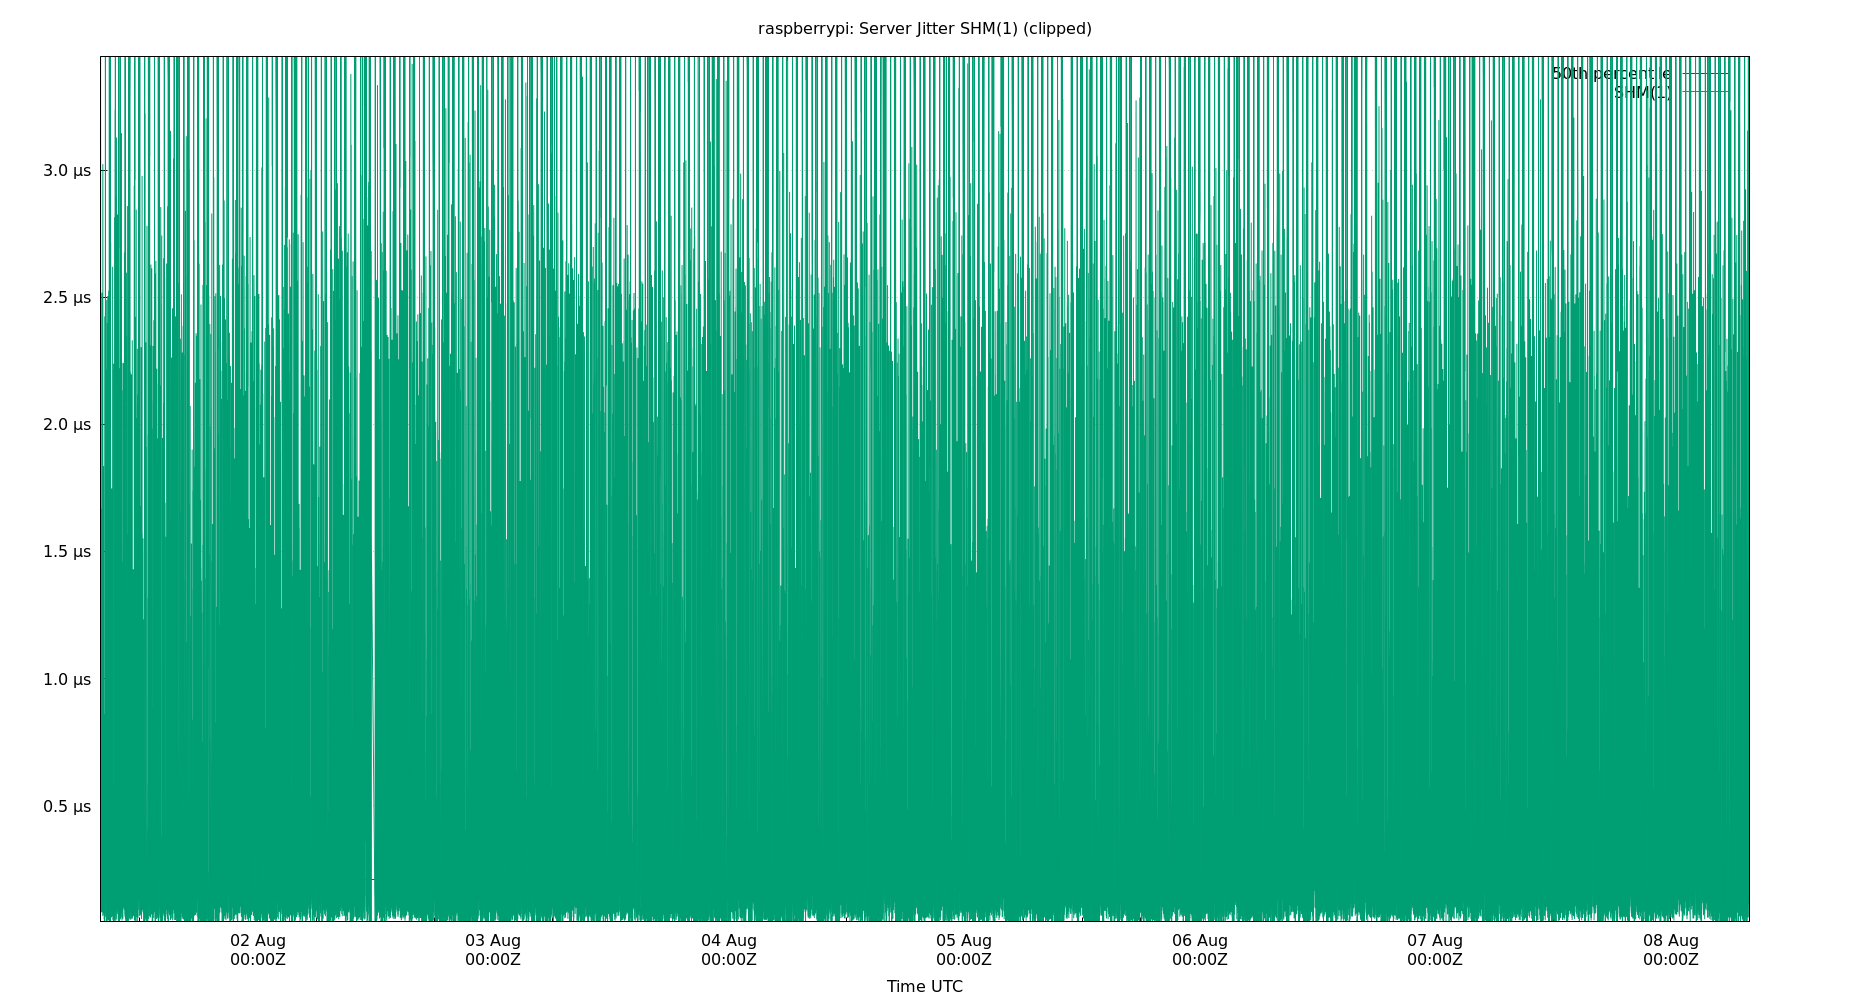 raspberrypi: Server Jitter SHM(1) (clipped)
50th percentile
SHM(1)
3.0 µs
2.5 µs
2.0 µs
1.5 µs
1.0 µs
0.5 µs
02 Aug 03 Aug 04 Aug 05 Aug 06 Aug 07 Aug 08 Aug
00:00Z 00:00Z 00:00Z 00:00Z 00:00Z 00:00Z 00:00Z
Time UTC